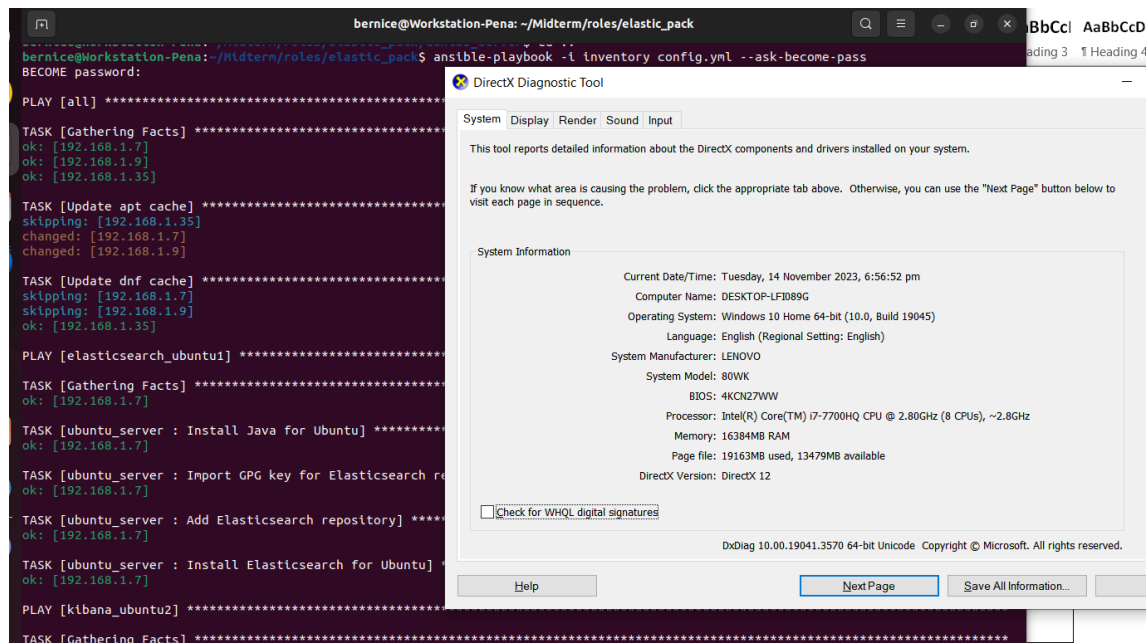 bernice@Workstation-Pena: ~/Midterm/roles/elastic_pack
bernice@Workstation-Pena:~/Midterm/roles/elastic_pack$ ansible-playbook -i inventory config.yml --ask-become-pass
BECOME password:
PLAY [all] ********************************************
TASK [Gathering Facts] ********************************
ok: [192.168.1.7]
ok: [192.168.1.9]
ok: [192.168.1.35]
TASK [Update apt cache] *******************************
skipping: [192.168.1.35]
changed: [192.168.1.7]
changed: [192.168.1.9]
TASK [Update dnf cache] *******************************
skipping: [192.168.1.7]
skipping: [192.168.1.9]
ok: [192.168.1.35]
PLAY [elasticsearch_ubuntu1] **************************
TASK [Gathering Facts] ********************************
ok: [192.168.1.7]
TASK [ubuntu_server : Install Java for Ubuntu] *********
ok: [192.168.1.7]
TASK [ubuntu_server : Import GPG key for Elasticsearch re
ok: [192.168.1.7]
TASK [ubuntu_server : Add Elasticsearch repository] ****
ok: [192.168.1.7]
TASK [ubuntu_server : Install Elasticsearch for Ubuntu] *
ok: [192.168.1.7]
PLAY [kibana_ubuntu2] *************************************************************************************************
TASK [Gathering Facts] ************************************************************************************************
AaBbCcD
ading 3
¶ Heading 4
DirectX Diagnostic Tool
System Display Render Sound Input
This tool reports detailed information about the DirectX components and drivers installed on your system.
If you know what area is causing the problem, click the appropriate tab above. Otherwise, you can use the "Next Page" button below to
visit each page in sequence.
System Information
Current Date/Time: Tuesday, 14 November 2023, 6:56:52 pm
Computer Name: DESKTOP-LFI089G
Operating System: Windows 10 Home 64-bit (10.0, Build 19045)
Language: English (Regional Setting: English)
System Manufacturer: LENOVO
System Model: 80WK
BIOS: 4KCN27WW
Processor: Intel(R) Core(TM) i7-7700HQ CPU @ 2.80GHz (8 CPUs), ~2.8GHz
Memory: 16384MB RAM
Page file: 19163MB used, 13479MB available
DirectX Version: DirectX 12
Check for WHQL digital signatures
DxDiag 10.00.19041.3570 64-bit Unicode Copyright © Microsoft. All rights reserved.
Help
Next Page
Save All Information...